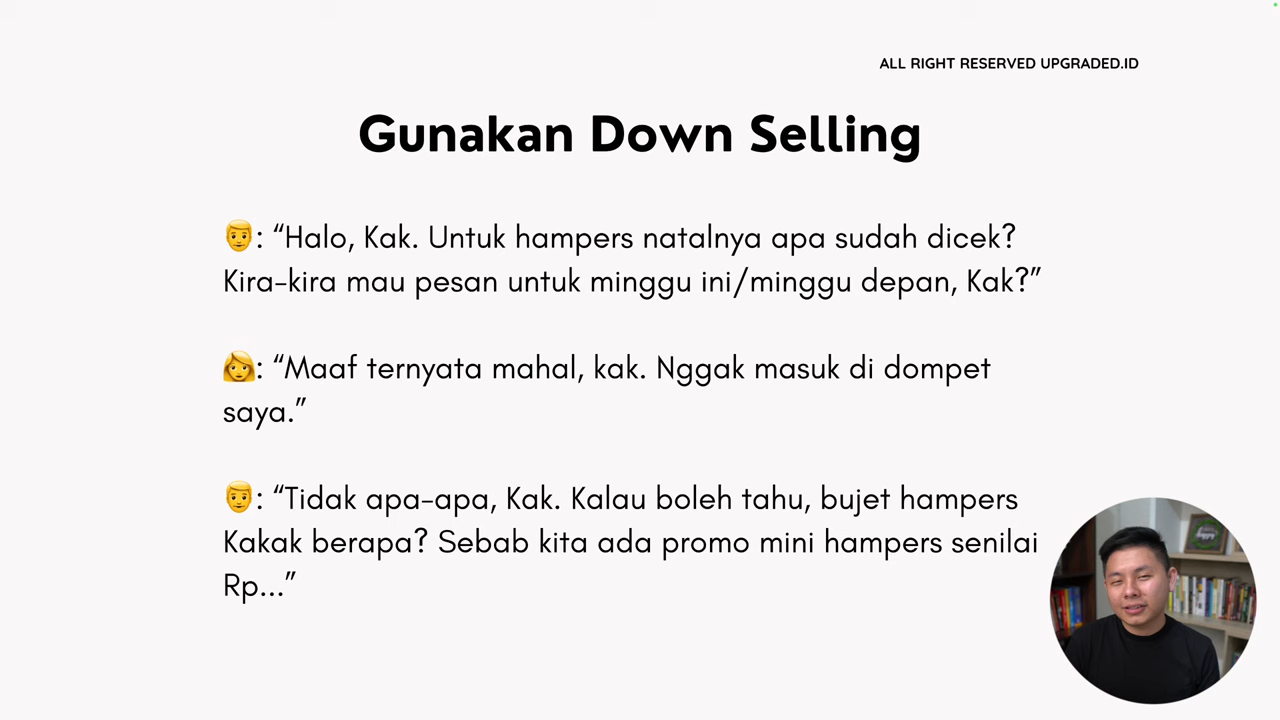 ALL RIGHT RESERVED UPGRADED.ID
Gunakan Down Selling
👨: “Halo, Kak. Untuk hampers natalnya apa sudah dicek?
Kira-kira mau pesan untuk minggu ini/minggu depan, Kak?”
👩: “Maaf ternyata mahal, kak. Nggak masuk di dompet
saya.”
👨: “Tidak apa-apa, Kak. Kalau boleh tahu, bujet hampers
Kakak berapa? Sebab kita ada promo mini hampers senilai
Rp...”